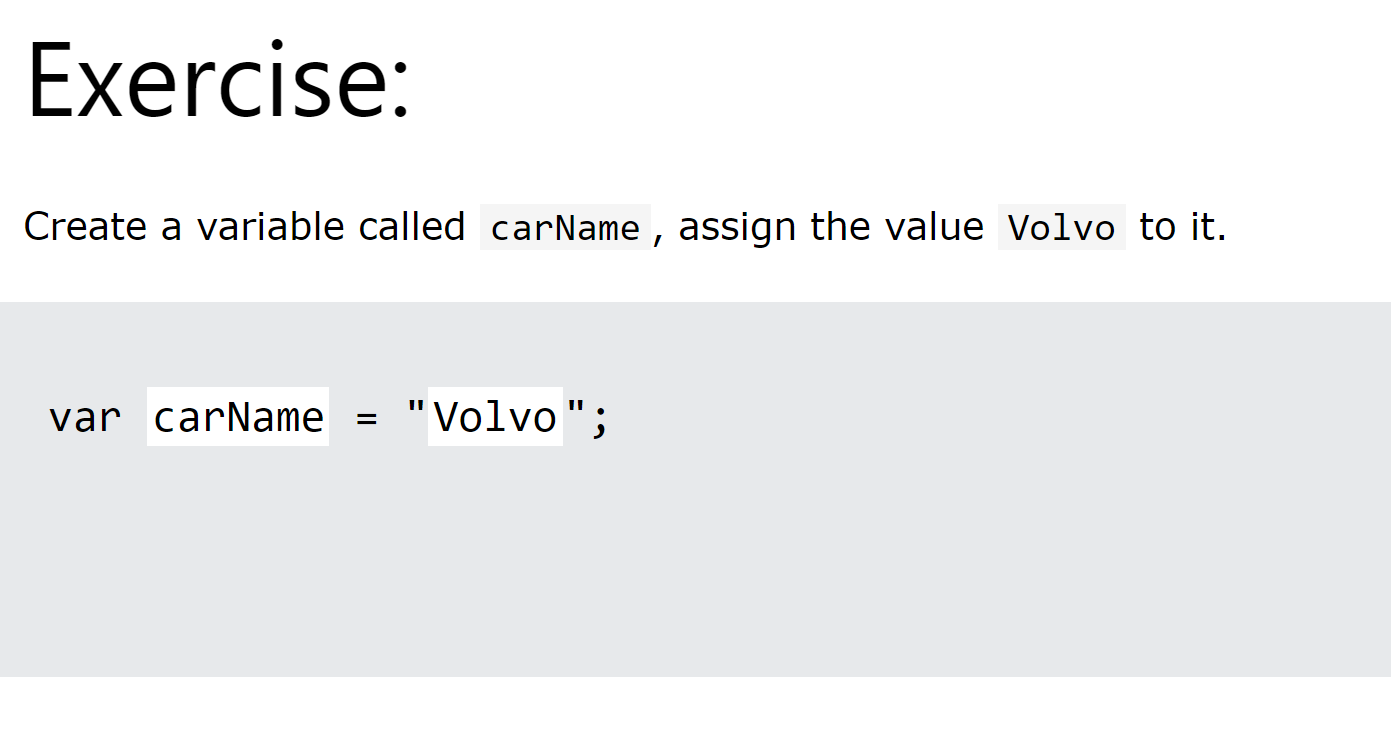 Exercise:
Create a variable called carName, assign the value Volvo to it.
var carName = "Volvo";